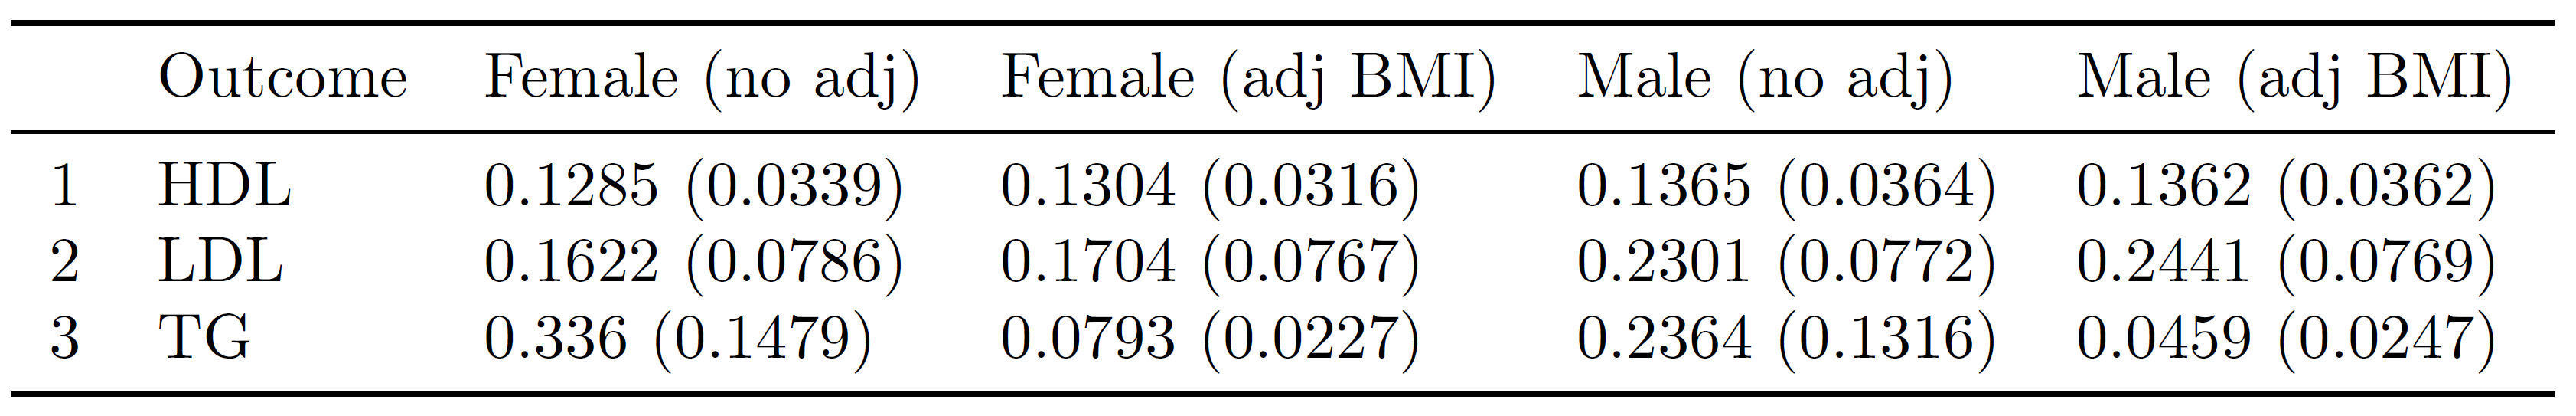 Outcome Female (no adj) Female (adj BMI) Male (no adj) Male (adj BMI)
1 HDL 0.1285 (0.0339) 0.1304 (0.0316) 0.1365 (0.0364) 0.1362 (0.0362)
2 LDL 0.1622 (0.0786) 0.1704 (0.0767) 0.2301 (0.0772) 0.2441 (0.0769)
3 TG 0.336 (0.1479) 0.0793 (0.0227) 0.2364 (0.1316) 0.0459 (0.0247)